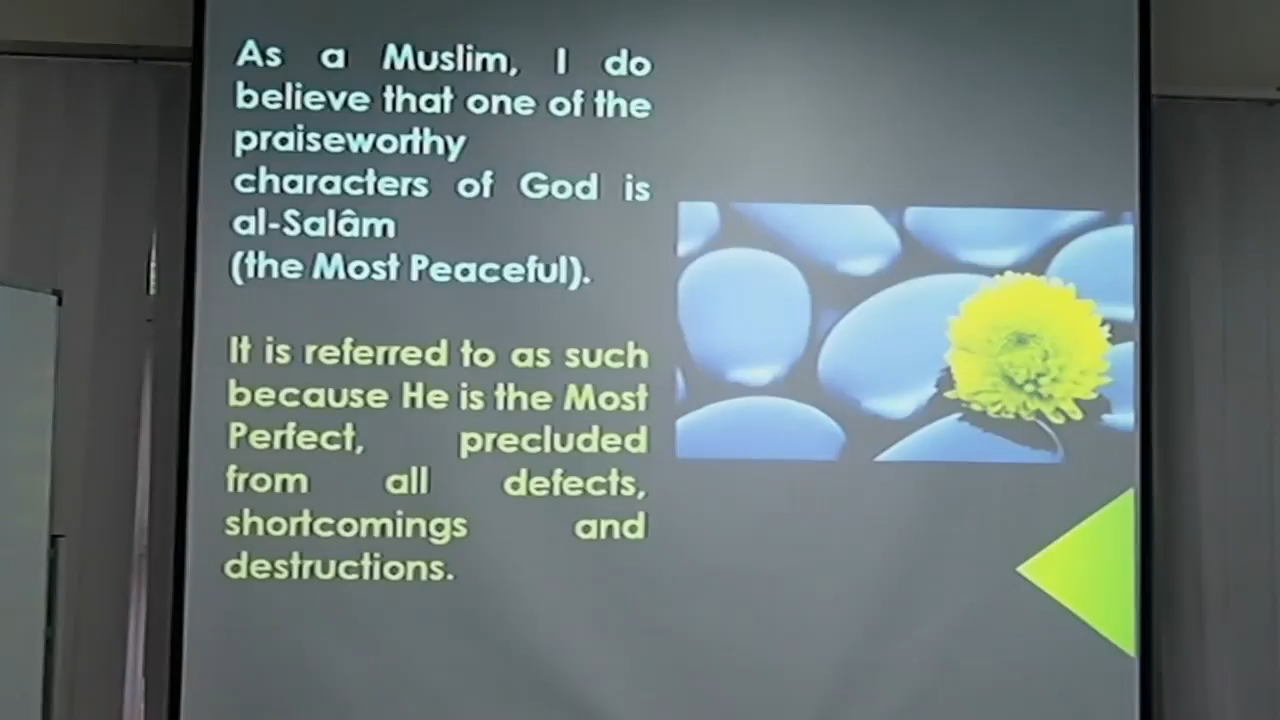 As a Muslim, I do
believe that one of the
praiseworthy
characters of God is
al-Salâm
(the Most Peaceful).
It is referred to as such
because He is the Most
Perfect, precluded
from all defects,
shortcomings and
destructions.